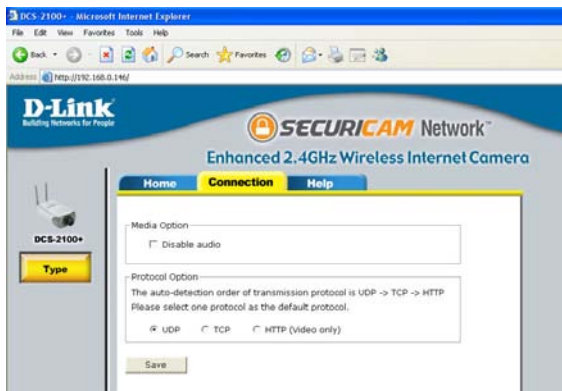 DCS-2100+ - Microsoft Internet Explorer
File Edit View Favorites Tools Help
Back Search Favorites
Address http://192.168.0.146/
D-Link
Building Networks for People
SECURICAM Network™
Enhanced 2.4GHz Wireless Internet Camera
Home Connection Help
DCS-2100+
Type
Media Option
Disable audio
Protocol Option
The auto-detection order of transmission protocol is UDP -> TCP -> HTTP
Please select one protocol as the default protocol.
UDP TCP HTTP (Video only)
Save